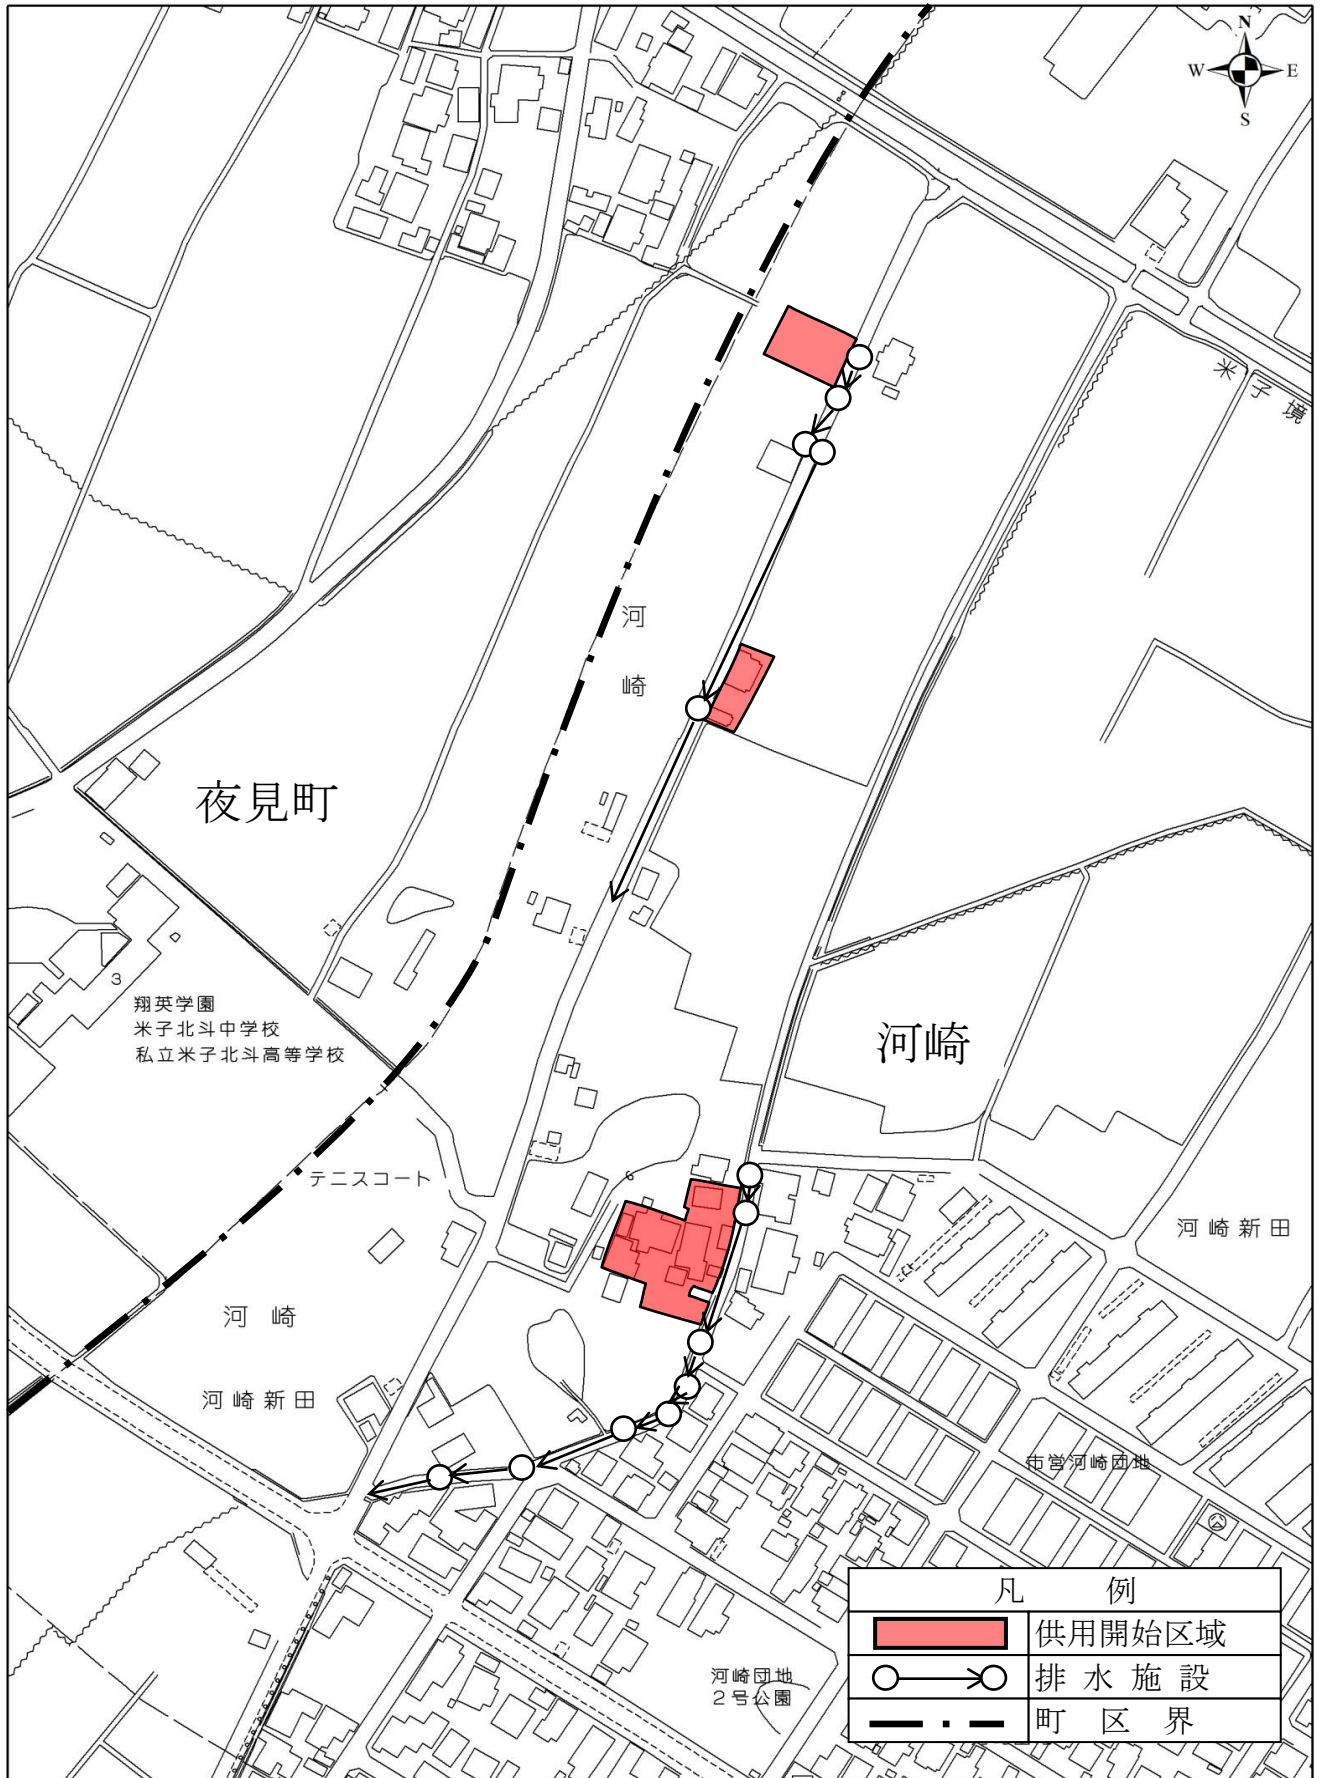 N
W E
S
米子境
河崎
夜見町
3
翔英学園
米子北斗中学校
私立米子北斗高等学校
河崎
テニスコート
6
河崎新田
河崎
河崎新田
市営河崎団地
河崎団地
2号公園
凡 例
供用開始区域
排水施設
町区界